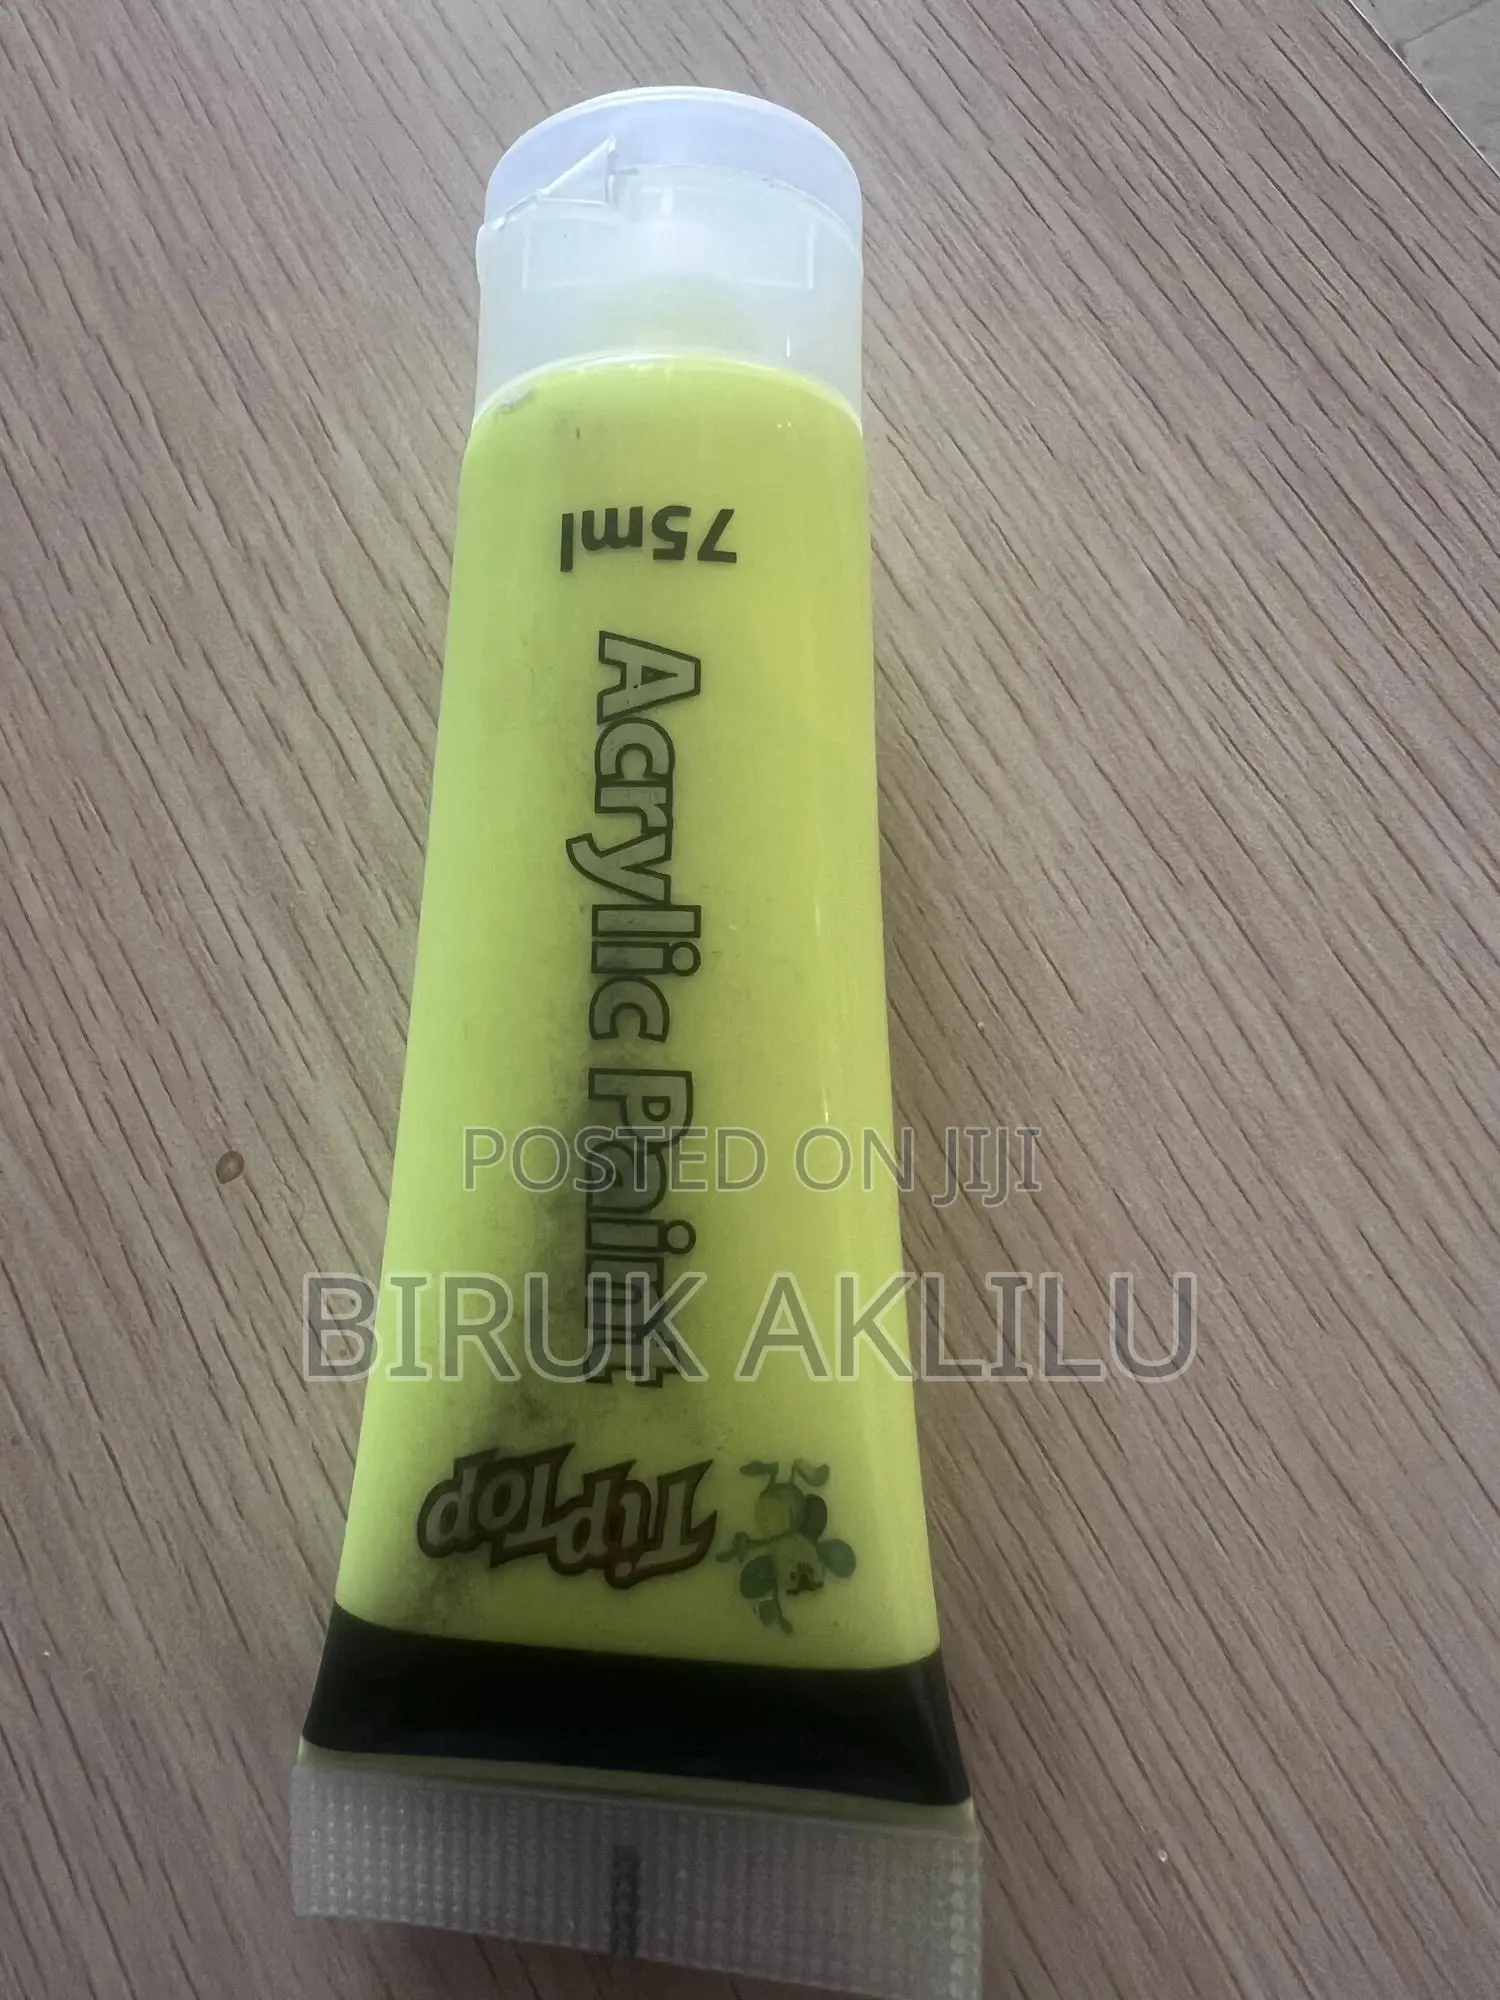 75ml
Acrylic Paint
TipTop
POSTED ON JIJI
BIRUK AKLILU